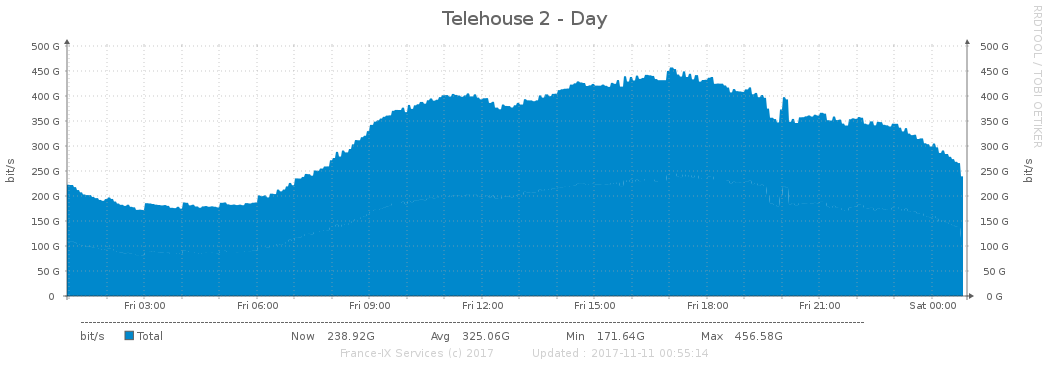 Telehouse 2 - Day
RRDTOOL / TOBI OETIKER
500 G 500 G
450 G 450 G
400 G 400 G
350 G 350 G
300 G 300 G
250 G 250 G
200 G 200 G
150 G 150 G
100 G 100 G
50 G 50 G
0 0 G
bit/s bit/s
Fri 03:00 Fri 06:00 Fri 09:00 Fri 12:00 Fri 15:00 Fri 18:00 Fri 21:00 Sat 00:00
bit/s Total Now 238.92G Avg 325.06G Min 171.64G Max 456.58G
France-IX Services (c) 2017 Updated : 2017-11-11 00:55:14